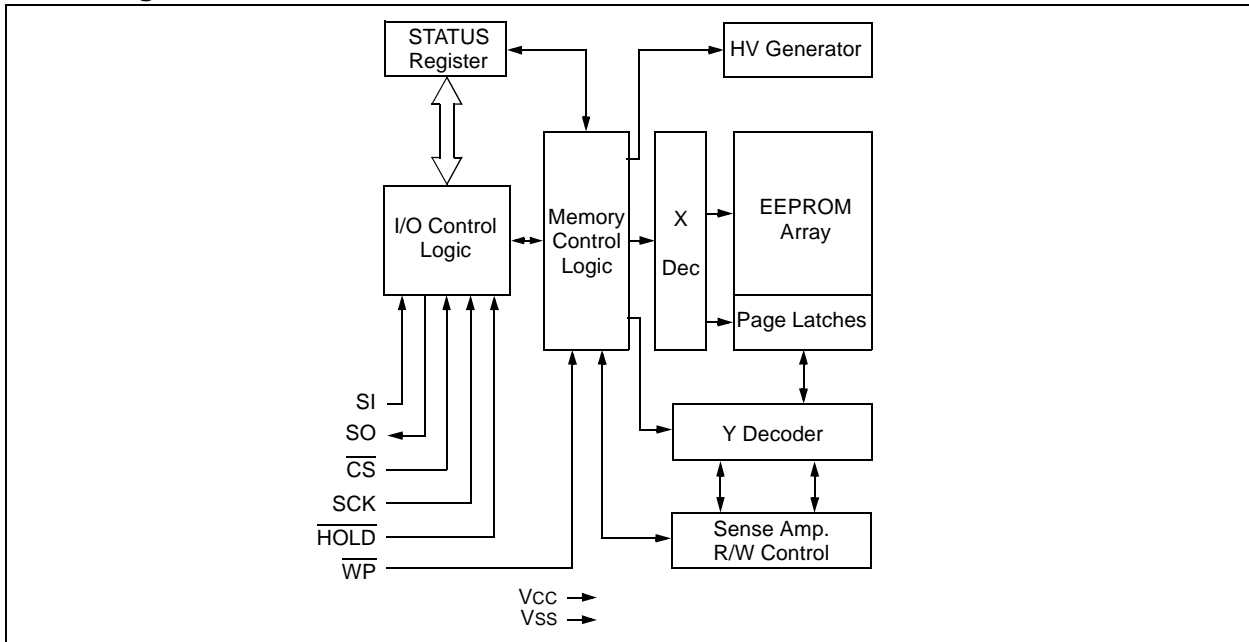 STATUS
Register
HV Generator
I/O Control
Logic
Memory
Control
Logic
X
Dec
EEPROM
Array
Page Latches
SI
SO
CS
SCK
HOLD
WP
Y Decoder
Sense Amp.
R/W Control
VCC
VSS